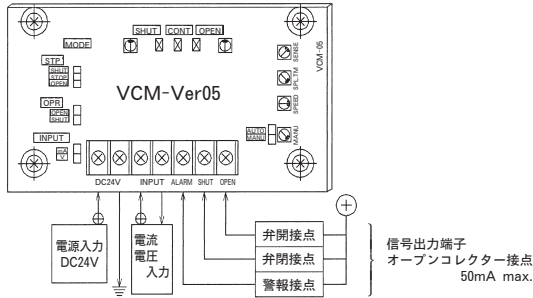 SHUT CONT OPEN
MODE
STP
SHUT
STOP
OPEN
OPR
OPEN
SHUT
INPUT
mA
V
VCM-Ver05
SENSE
SPL.TM
SPEED
MANU
AUTO
MANU
VCM-05
DC24V INPUT ALARM SHUT OPEN
電源入力
DC24V
電流
電圧
入力
弁開接点
弁閉接点
警報接点
信号出力端子
オープンコレクター接点
50mA max.